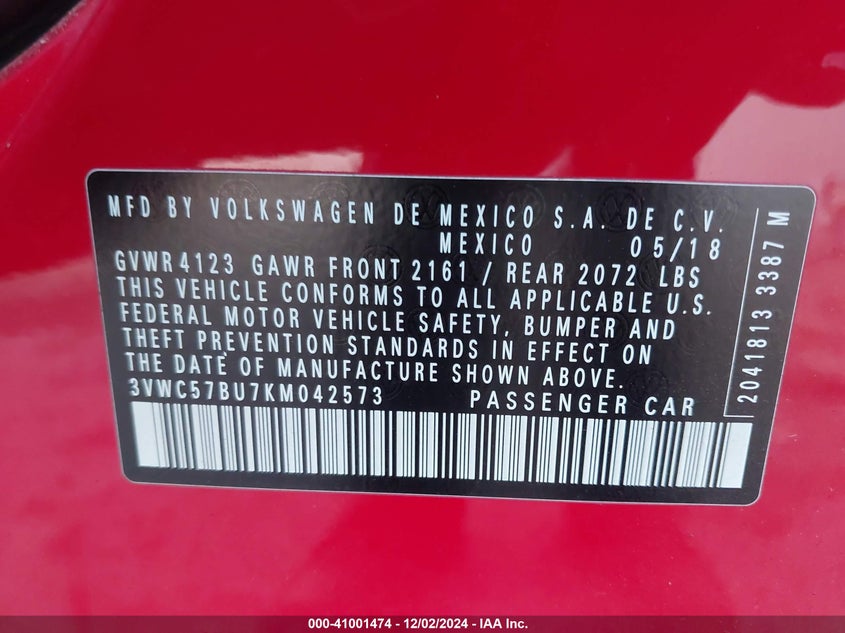 MFD BY VOLKSWAGEN DE MEXICO S.A. DE C.V.
MEXICO 05/18
GVWR 4123 GAWR FRONT 2161 / REAR 2072 LBS
THIS VEHICLE CONFORMS TO ALL APPLICABLE U.S.
FEDERAL MOTOR VEHICLE SAFETY, BUMPER AND
THEFT PREVENTION STANDARDS IN EFFECT ON
THE DATE OF MANUFACTURE SHOWN ABOVE.
3VWC57BU7KM042573 PASSENGER CAR
2041813 3387 M
000-41001474 - 12/02/2024 - IAA Inc.